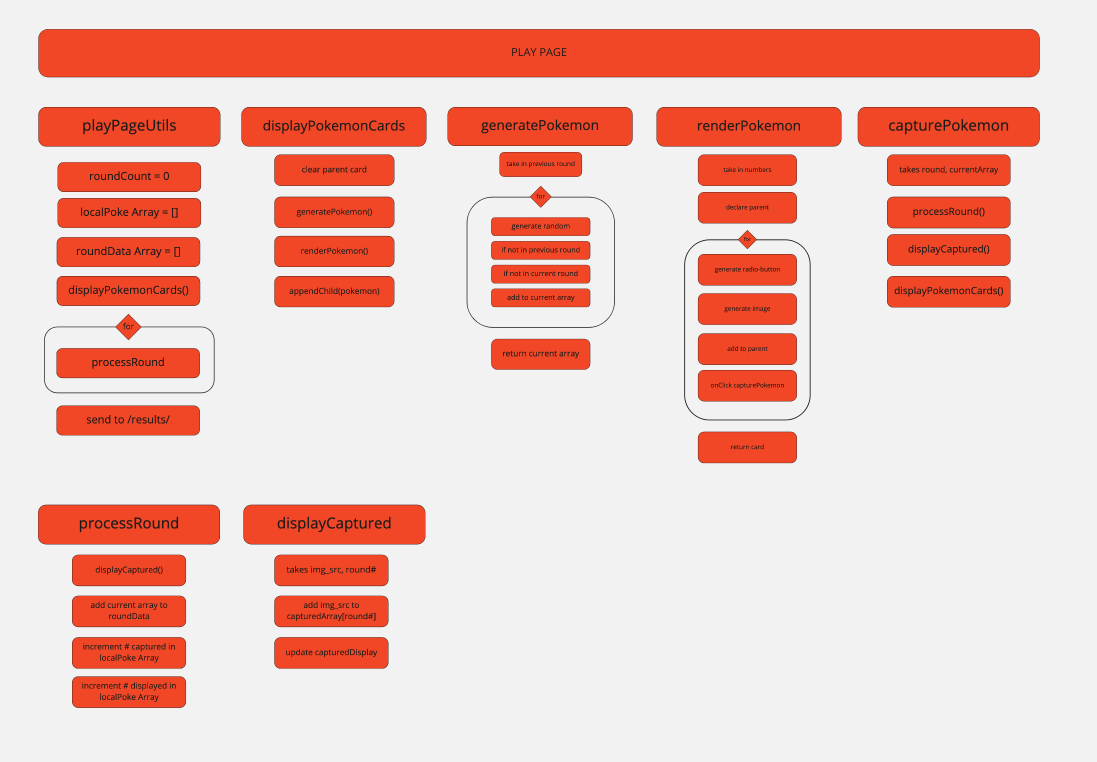 PLAY PAGE
playPageUtils
roundCount = 0
localPoke Array = []
roundData Array = []
displayPokemonCards()
for
processRound
send to /results/
displayPokemonCards
clear parent card
generatePokemon()
renderPokemon()
appendChild(pokemon)
generatePokemon
take in previous round
for
generate random
if not in previous round
if not in current round
add to current array
return current array
renderPokemon
take in numbers
declare parent
for
generate radio-button
generate image
add to parent
onClick capturePokemon
return card
capturePokemon
takes round, currentArray
processRound()
displayCaptured()
displayPokemonCards()
processRound
displayCaptured()
add current array to
roundData
increment # captured in
localPoke Array
increment # displayed in
localPoke Array
displayCaptured
takes img_src, round#
add img_src to
capturedArray[round#]
update capturedDisplay